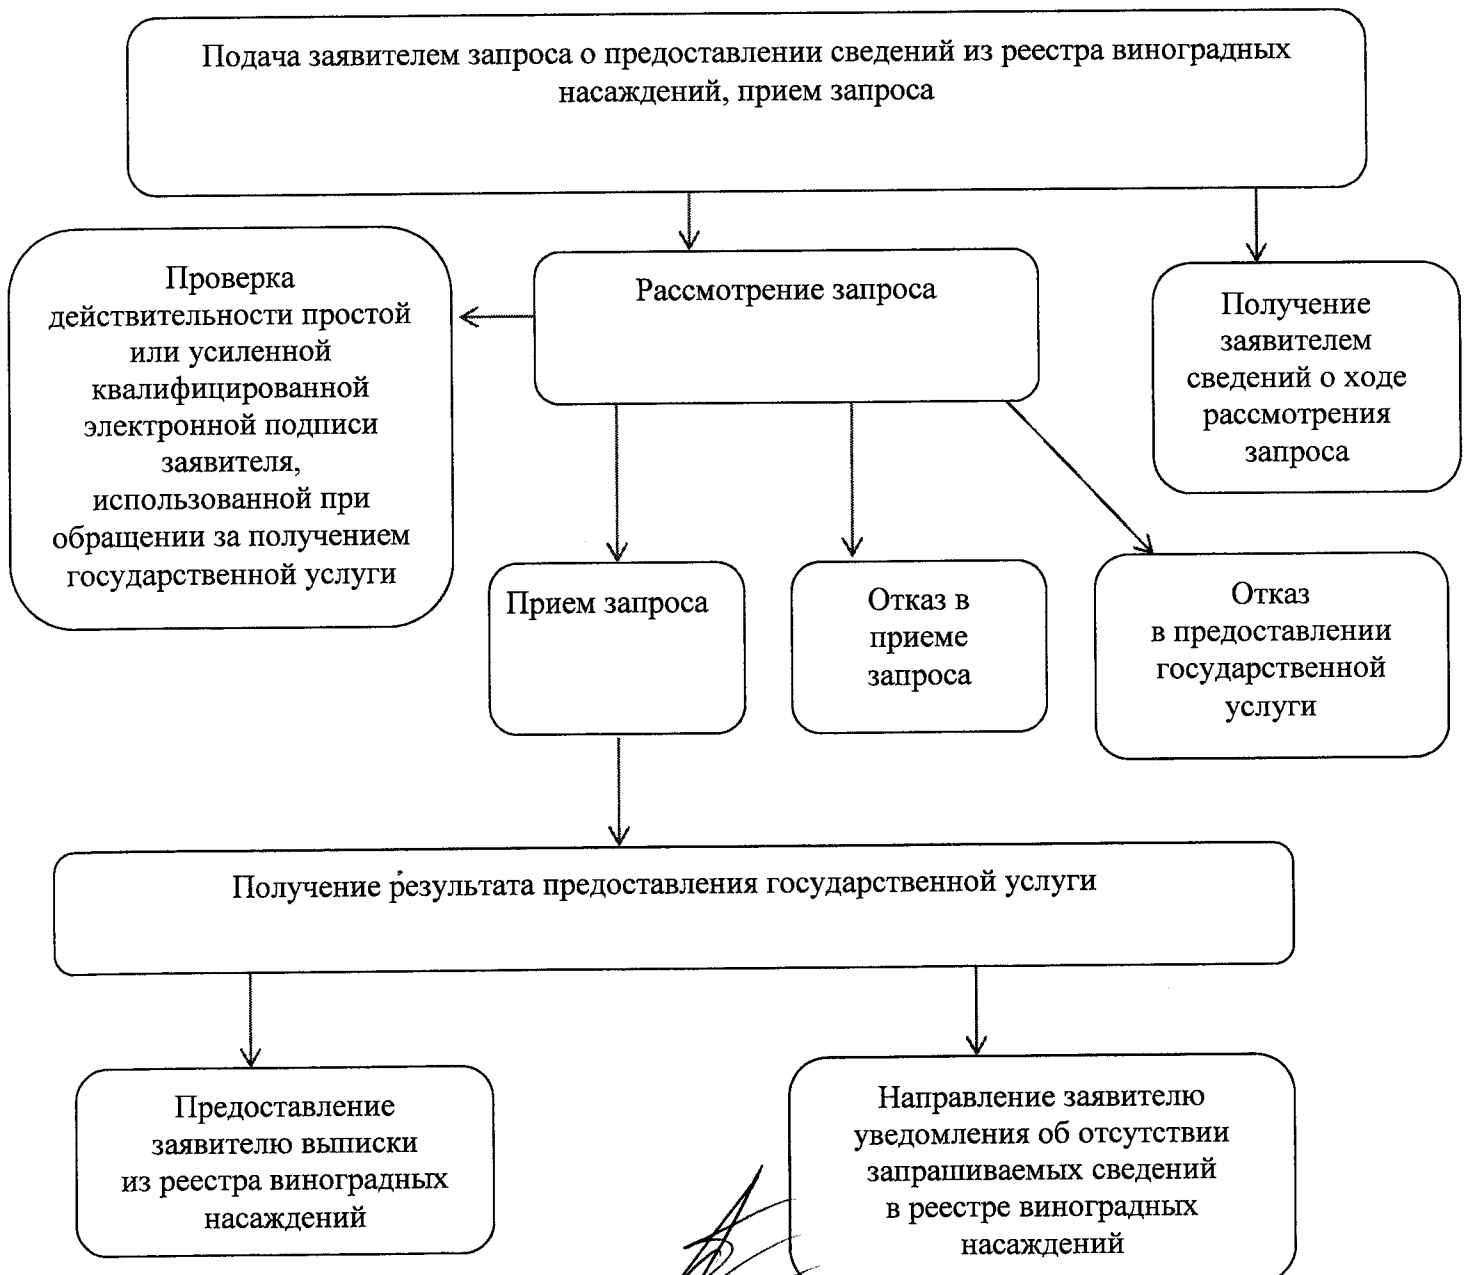 Подача заявителем запроса о предоставлении сведений из реестра виноградных
насаждений, прием запроса
Проверка
действительности простой
или усиленной
квалифицированной
электронной подписи
заявителя,
использованной при
обращении за получением
государственной услуги
Рассмотрение запроса
Получение
заявителем
сведений о ходе
рассмотрения
запроса
Прием запроса
Отказ в
приеме
запроса
Отказ
в предоставлении
государственной
услуги
Получение результата предоставления государственной услуги
Предоставление
заявителю выписки
из реестра виноградных
насаждений
Направление заявителю
уведомления об отсутствии
запрашиваемых сведений
в реестре виноградных
насаждений